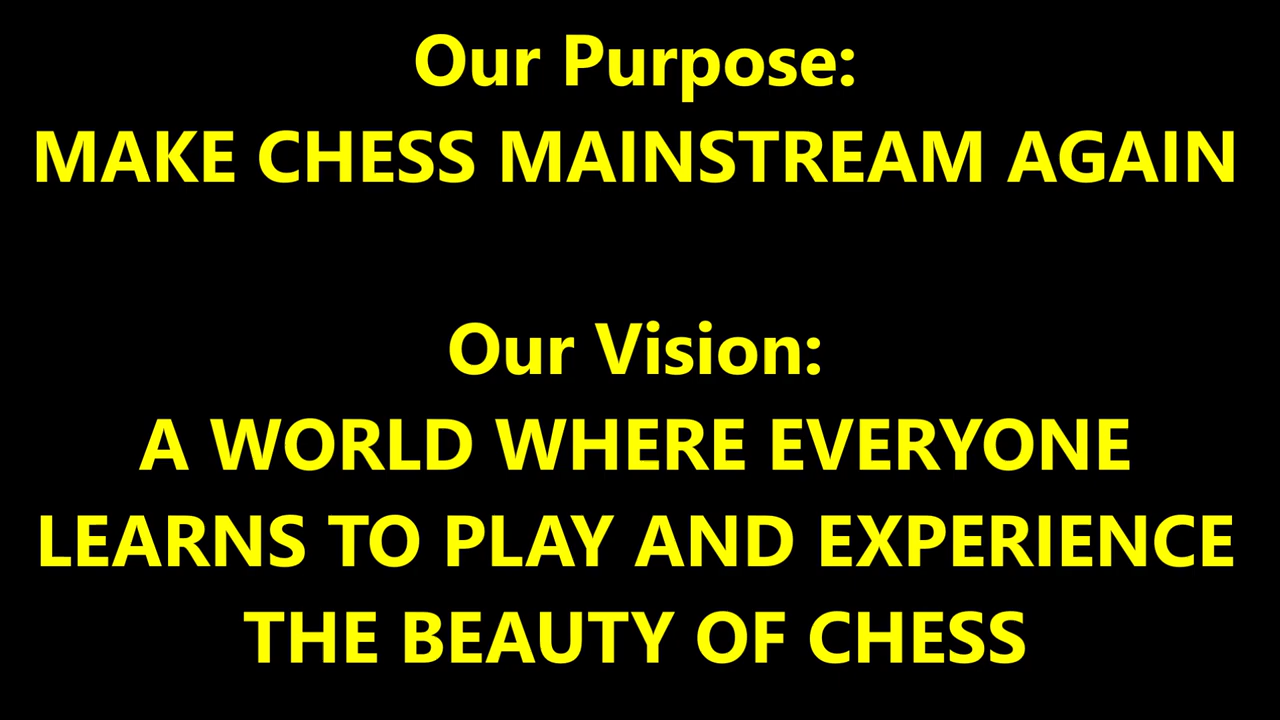 Our Purpose:
MAKE CHESS MAINSTREAM AGAIN
Our Vision:
A WORLD WHERE EVERYONE
LEARNS TO PLAY AND EXPERIENCE
THE BEAUTY OF CHESS